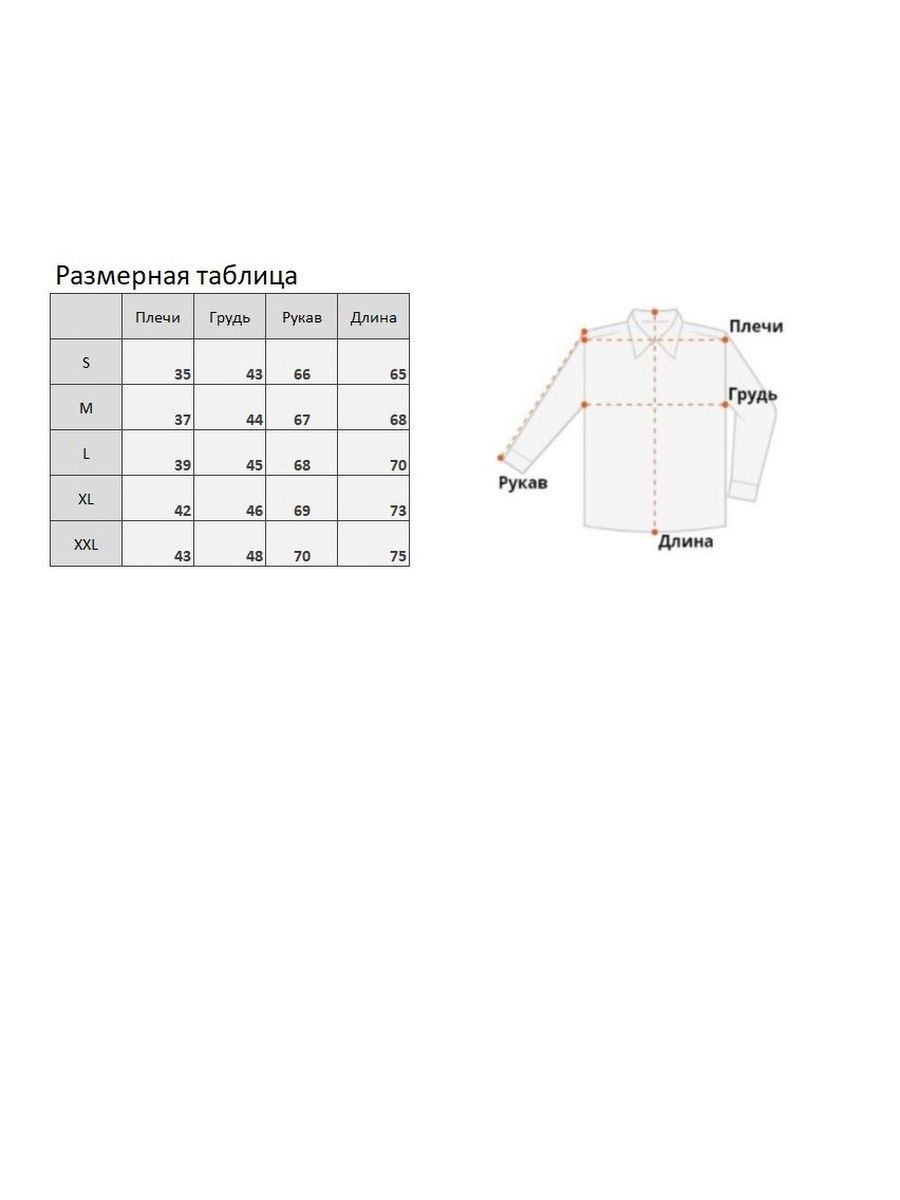 Размерная таблица
Плечи Грудь Рукав Длина
S 35 43 66 65
M 37 44 67 68
L 39 45 68 70
XL 42 46 69 73
XXL 43 48 70 75
Плечи
Грудь
Рукав
Длина